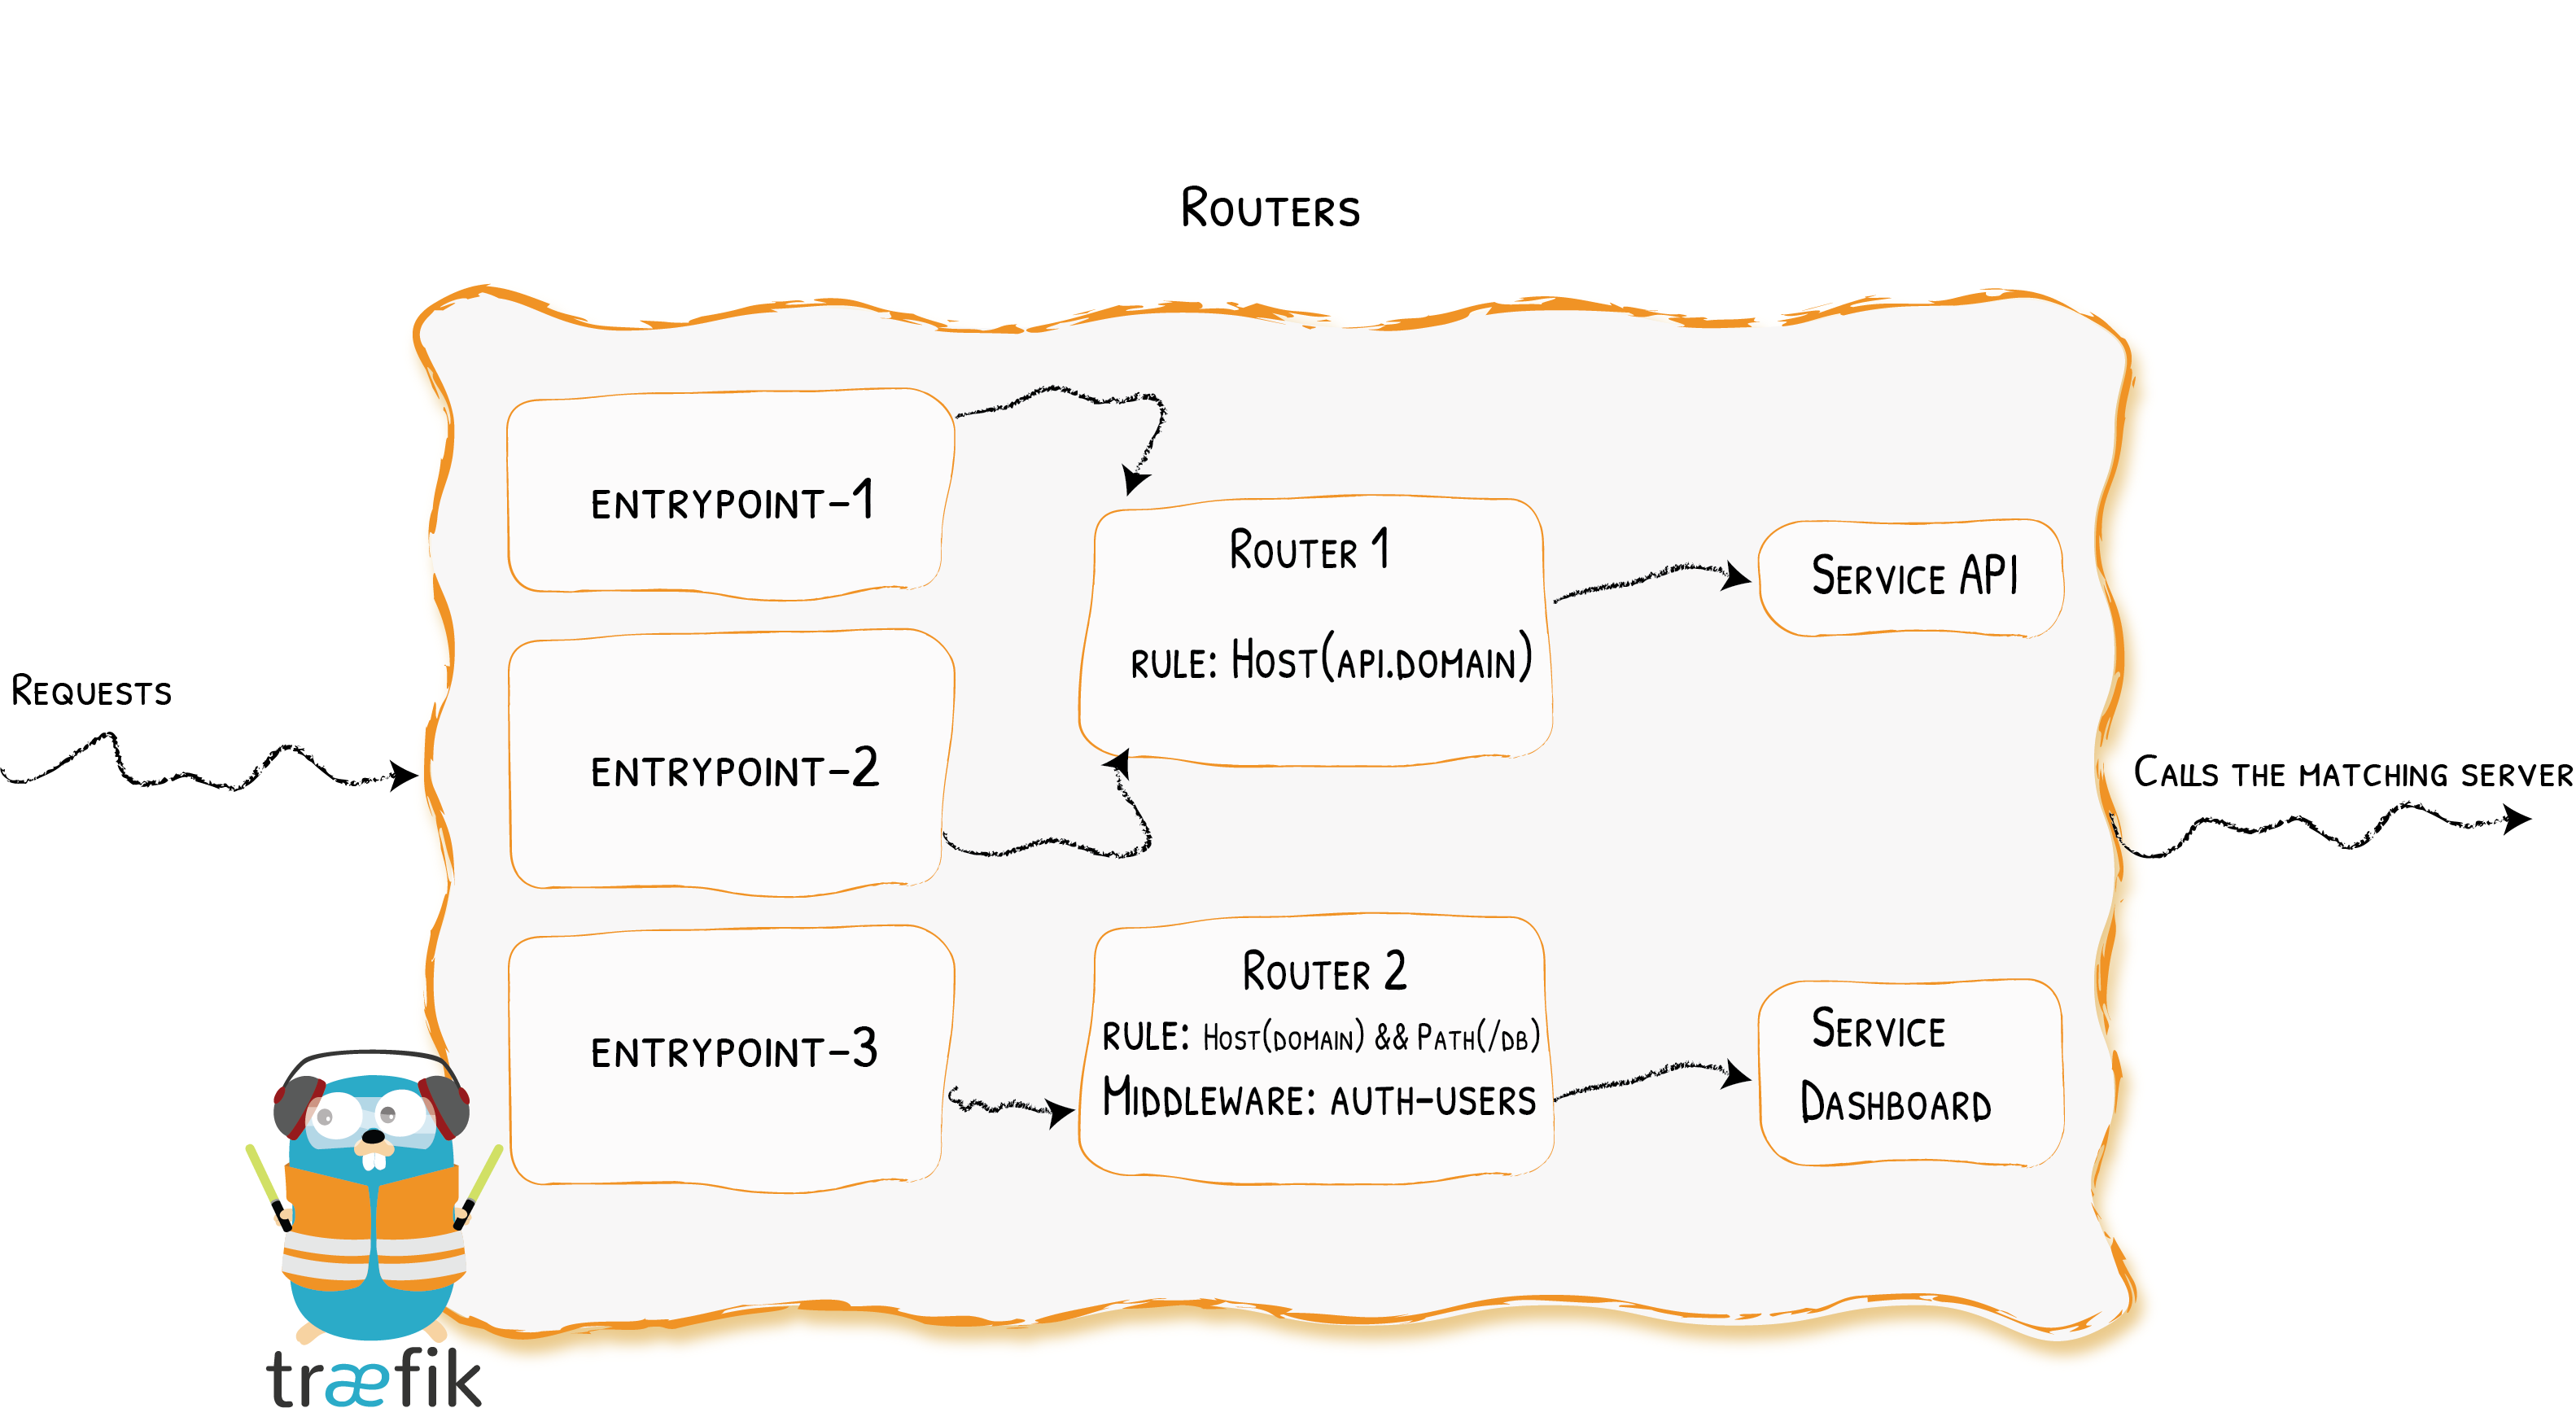 Routers
entrypoint-1
Router 1
Service API
rule: Host(api.domain)
Requests
entrypoint-2
Calls the matching server
Router 2
Service
rule: Host(domain) && Path(/db)
entrypoint-3
Middleware: auth-users
Dashboard
træfik